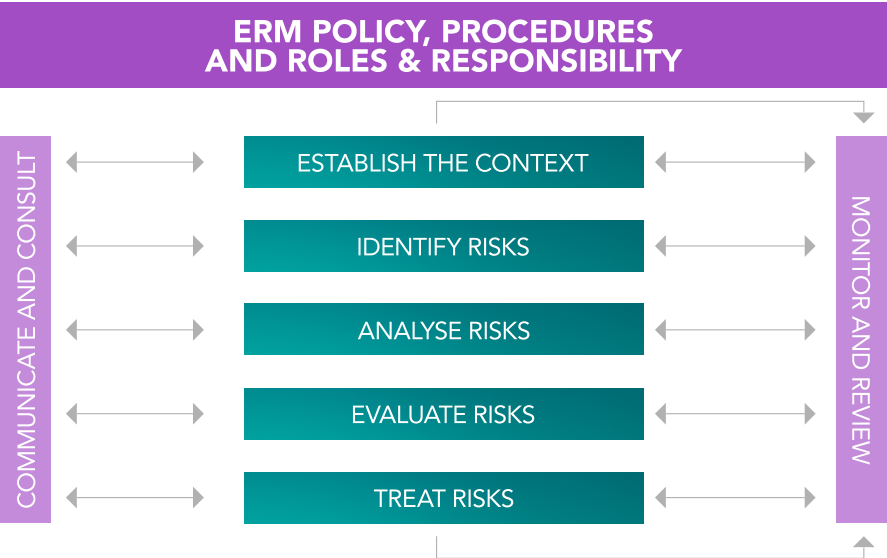 ERM POLICY, PROCEDURES
AND ROLES & RESPONSIBILITY
COMMUNICATE AND CONSULT
ESTABLISH THE CONTEXT
IDENTIFY RISKS
ANALYSE RISKS
EVALUATE RISKS
TREAT RISKS
MONITOR AND REVIEW